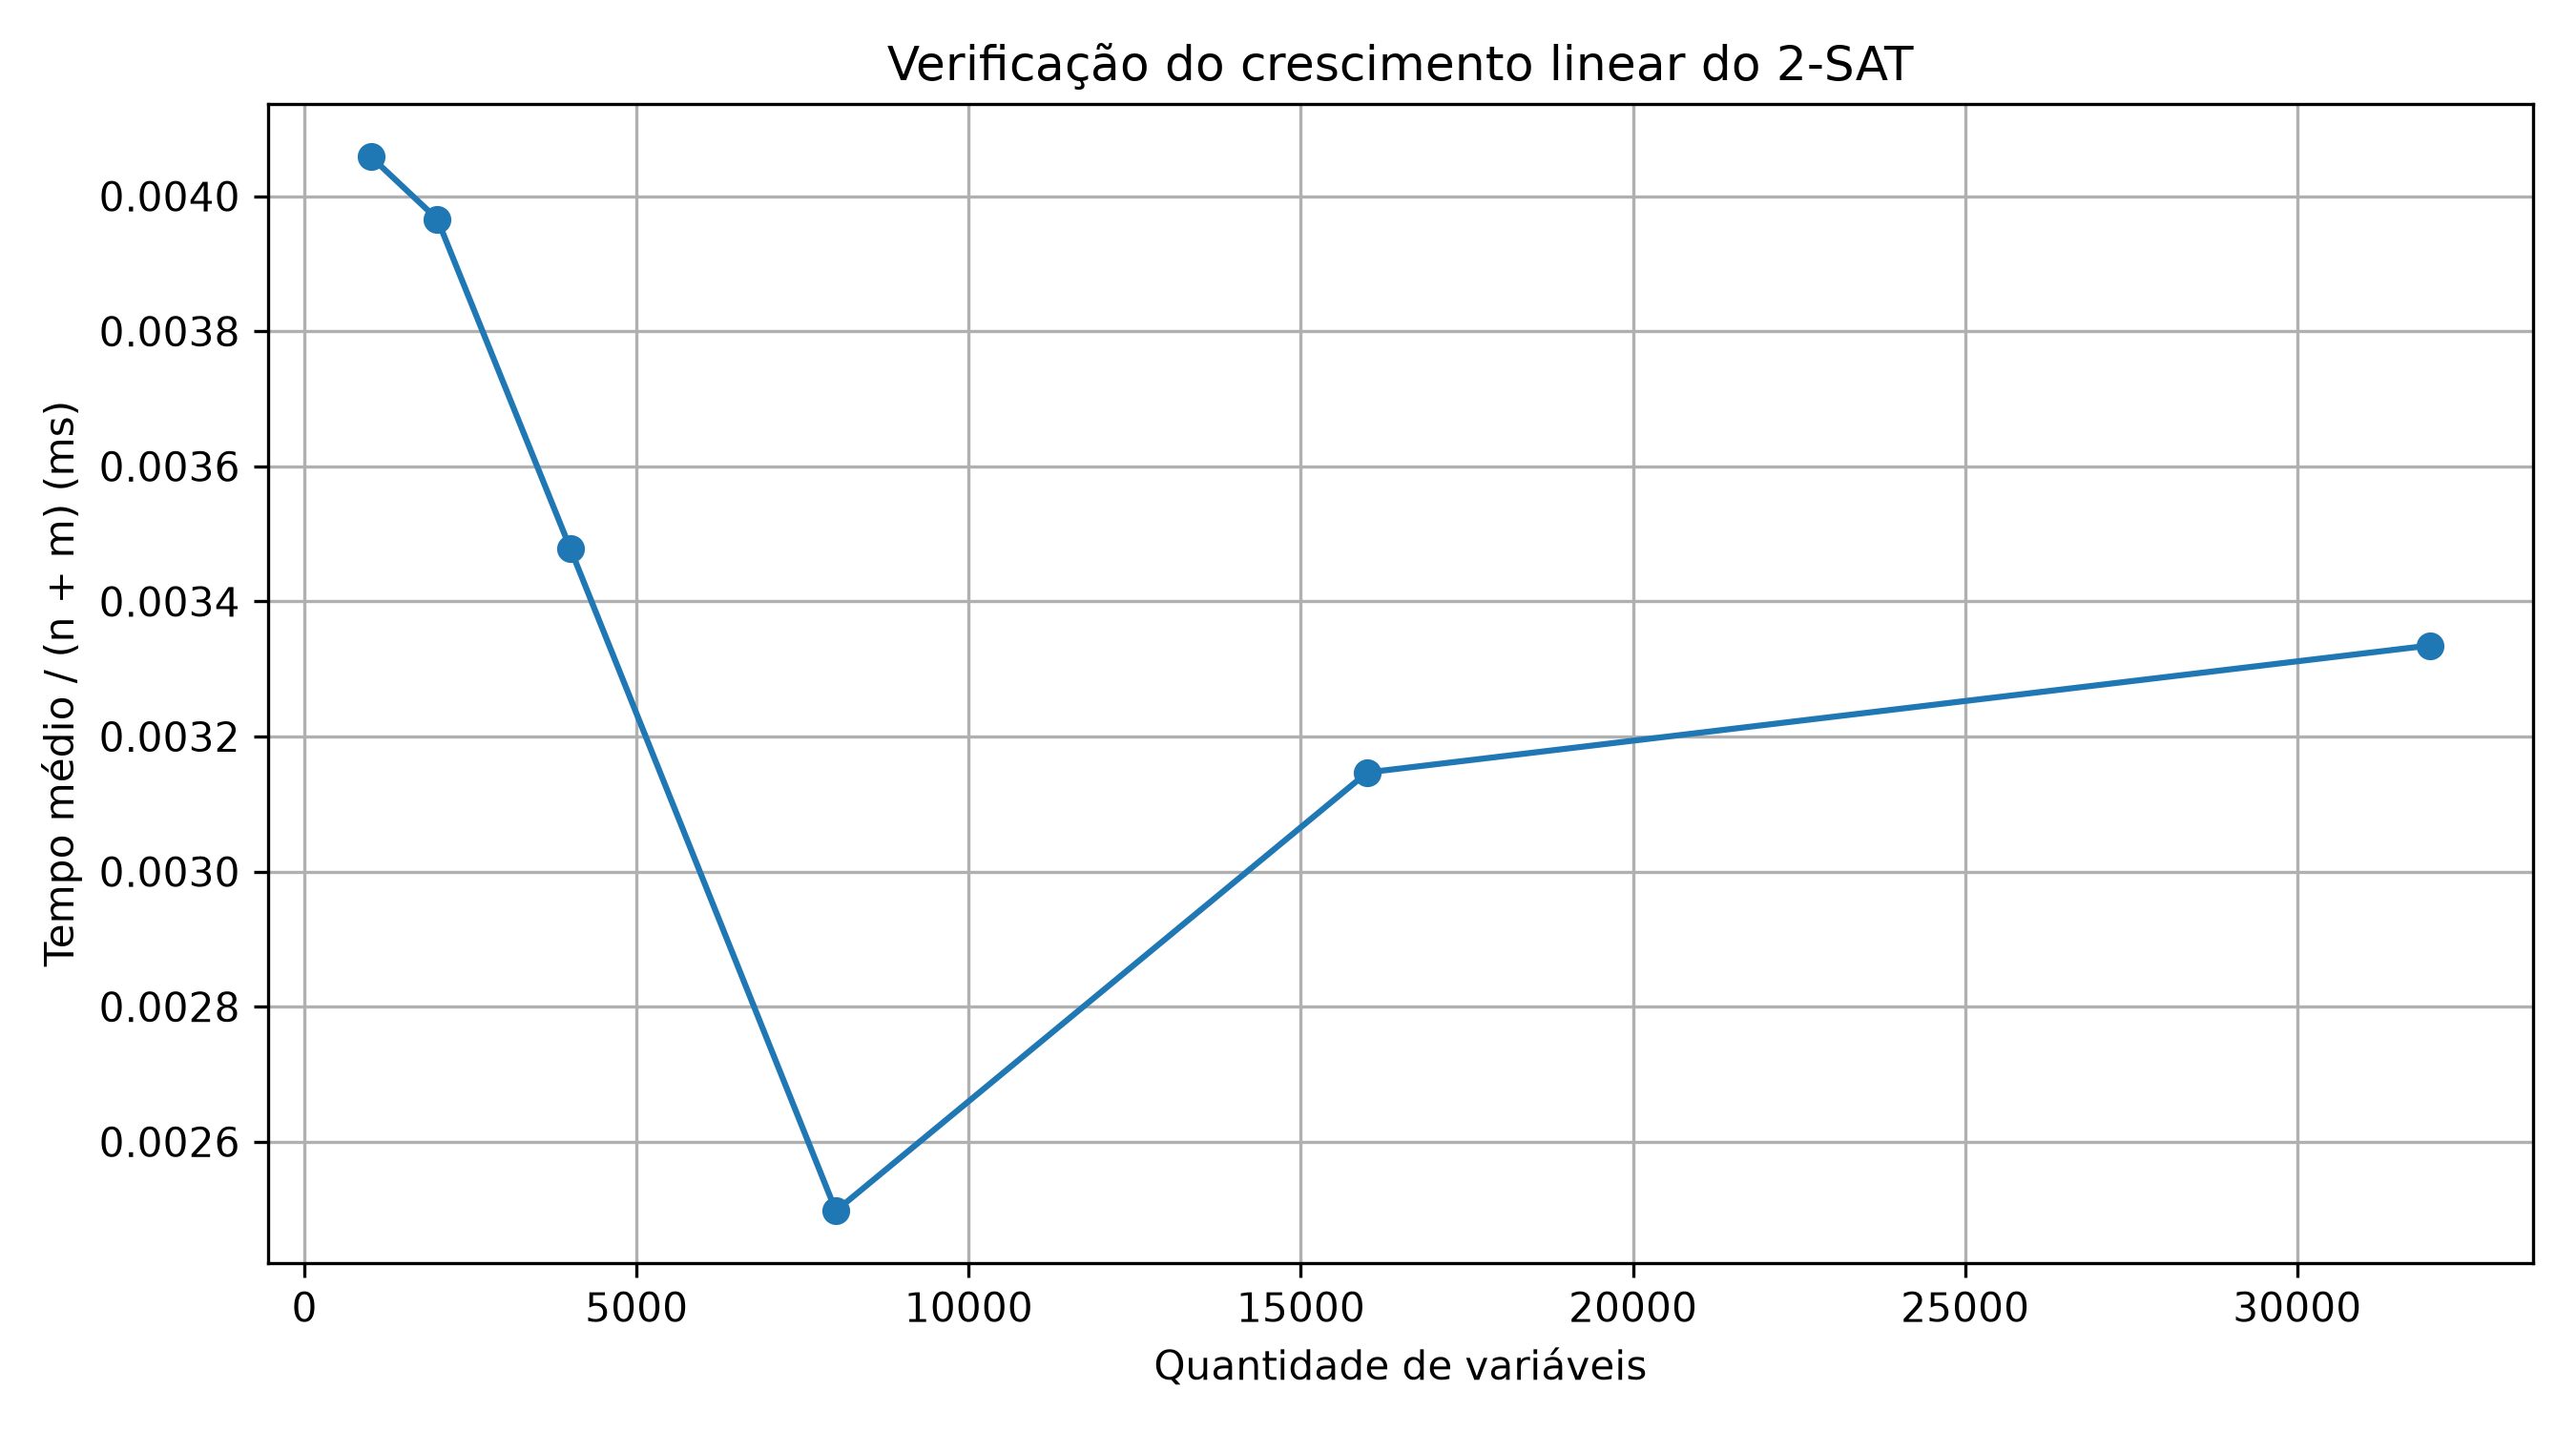 Verificação do crescimento linear do 2-SAT
Tempo médio / (n + m) (ms)
0.0040
0.0038
0.0036
0.0034
0.0032
0.0030
0.0028
0.0026
0 5000 10000 15000 20000 25000 30000
Quantidade de variáveis